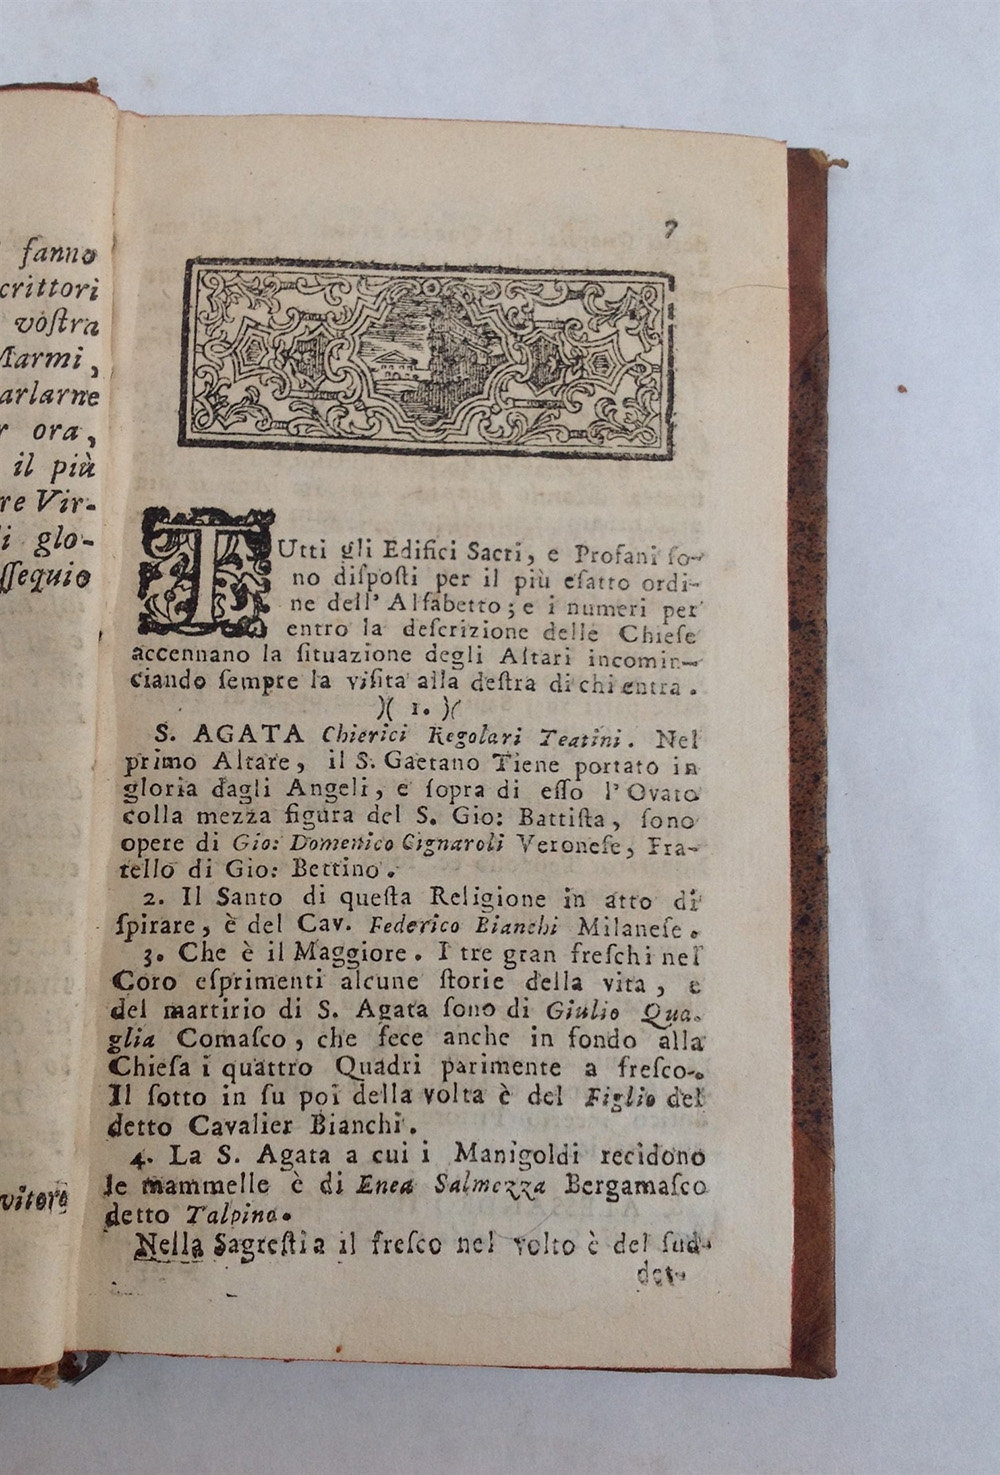 fanno
crittori
voſtra
Marmi,
arlarne
r ora,
il più
re Vir-
i glo-
ſſequio
vitore
7
TUtti gli Edifici Sacri, e Profani ſo-
no diſpoſti per il più eſatto ordi-
ne dell' Alfabetto; e i numeri per
entro la deſcrizione delle Chieſe
accennano la ſituazione degli Altari incomin-
ciando ſempre la viſita alla deſtra di chi entra.
)( 1. )(
S. AGATA Chierici Regolari Teatini. Nel
primo Altare, il S. Gaetano Tiene portato in
gloria dagli Angeli, e ſopra di eſſo l'Ovato
colla mezza figura del S. Gio: Battiſta, ſono
opere di Gio: Domenico Cignaroli Veroneſe, Fra-
tello di Gio: Bettino.
2. Il Santo di queſta Religione in atto di
ſpirare, è del Cav. Federico Bianchi Milaneſe.
3. Che è il Maggiore. I tre gran freſchi nel
Coro eſprimenti alcune ſtorie della vita, e
del martirio di S. Agata ſono di Giulio Qua-
glia Comaſco, che fece anche in fondo alla
Chieſa i quattro Quadri parimente a freſco.
Il ſotto in ſu poi della volta è del Figlio del
detto Cavalier Bianchi.
4. La S. Agata a cui i Manigoldi recidono
le mammelle è di Enea Salmezza Bergamaſco
detto Talpino.
Nella Sagreſtia il freſco nel volto è del ſud-
det-